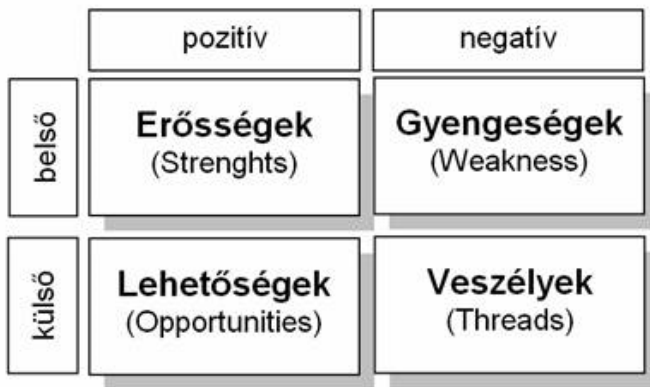 pozitív
negatív
belső
Erősségek
(Strenghts)
Gyengeségek
(Weakness)
külső
Lehetőségek
(Opportunities)
Veszélyek
(Threads)